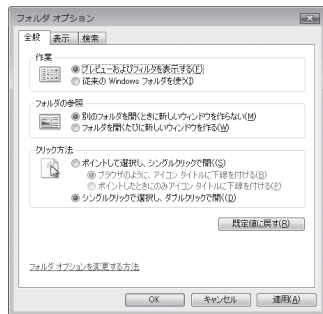 フォルダ オプション
全般 表示 検索
作業
プレビューおよびフィルタを表示する(F)
従来の Windows フォルダを使う(I)
フォルダの参照
別のフォルダを開くときに新しいウィンドウを作らない(M)
フォルダを開くたびに新しいウィンドウを作る(W)
クリック方法
ポイントして選択し、シングルクリックで開く(S)
ブラウザのように、アイコン タイトルに下線を付ける(B)
ポイントしたときにのみアイコン タイトルに下線を付ける(P)
シングルクリックで選択し、ダブルクリックで開く(D)
既定値に戻す(R)
フォルダ オプションを変更する方法
OK キャンセル 適用(A)